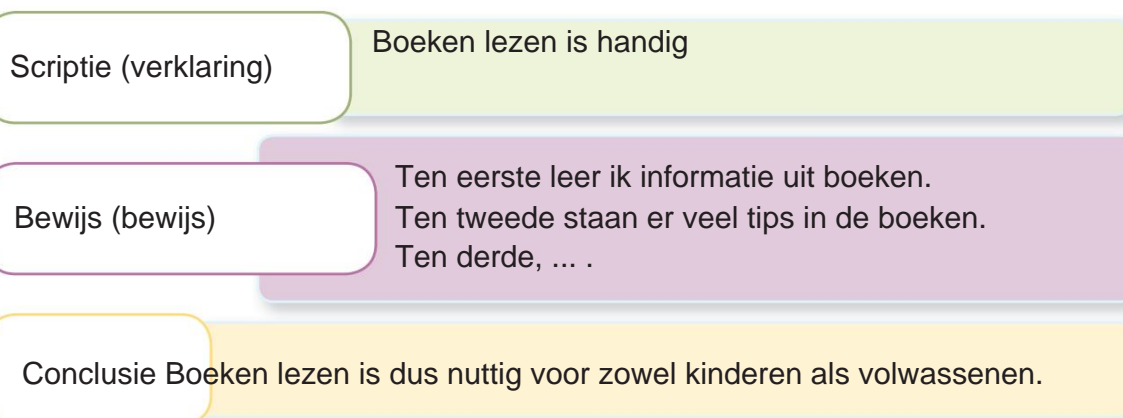 Scriptie (verklaring)
Boeken lezen is handig
Bewijs (bewijs)
Ten eerste leer ik informatie uit boeken.
Ten tweede staan er veel tips in de boeken.
Ten derde, ... .
Conclusie Boeken lezen is dus nuttig voor zowel kinderen als volwassenen.